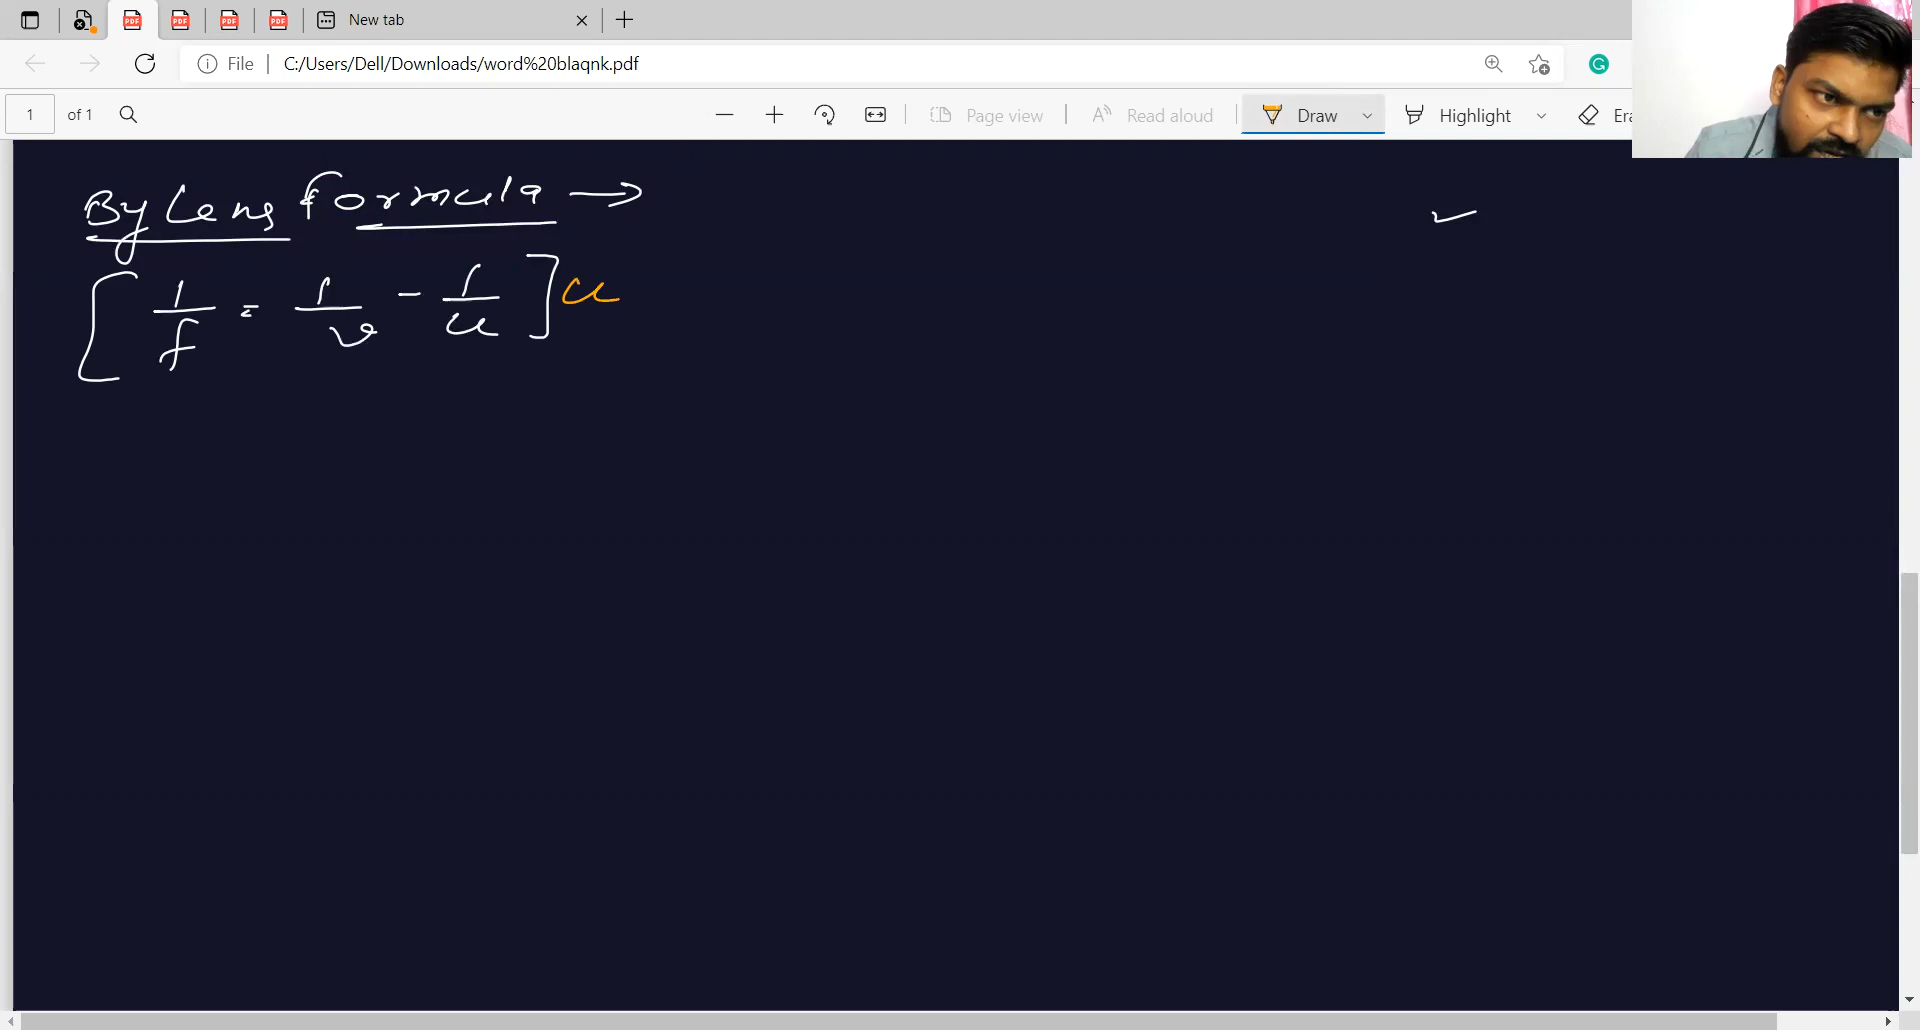 New tab
File C:/Users/Dell/Downloads/word%20blaqnk.pdf
1 of 1 Page view Read aloud Draw Highlight Era
By Lens formula →
[ 1/f = 1/v - 1/u ] u